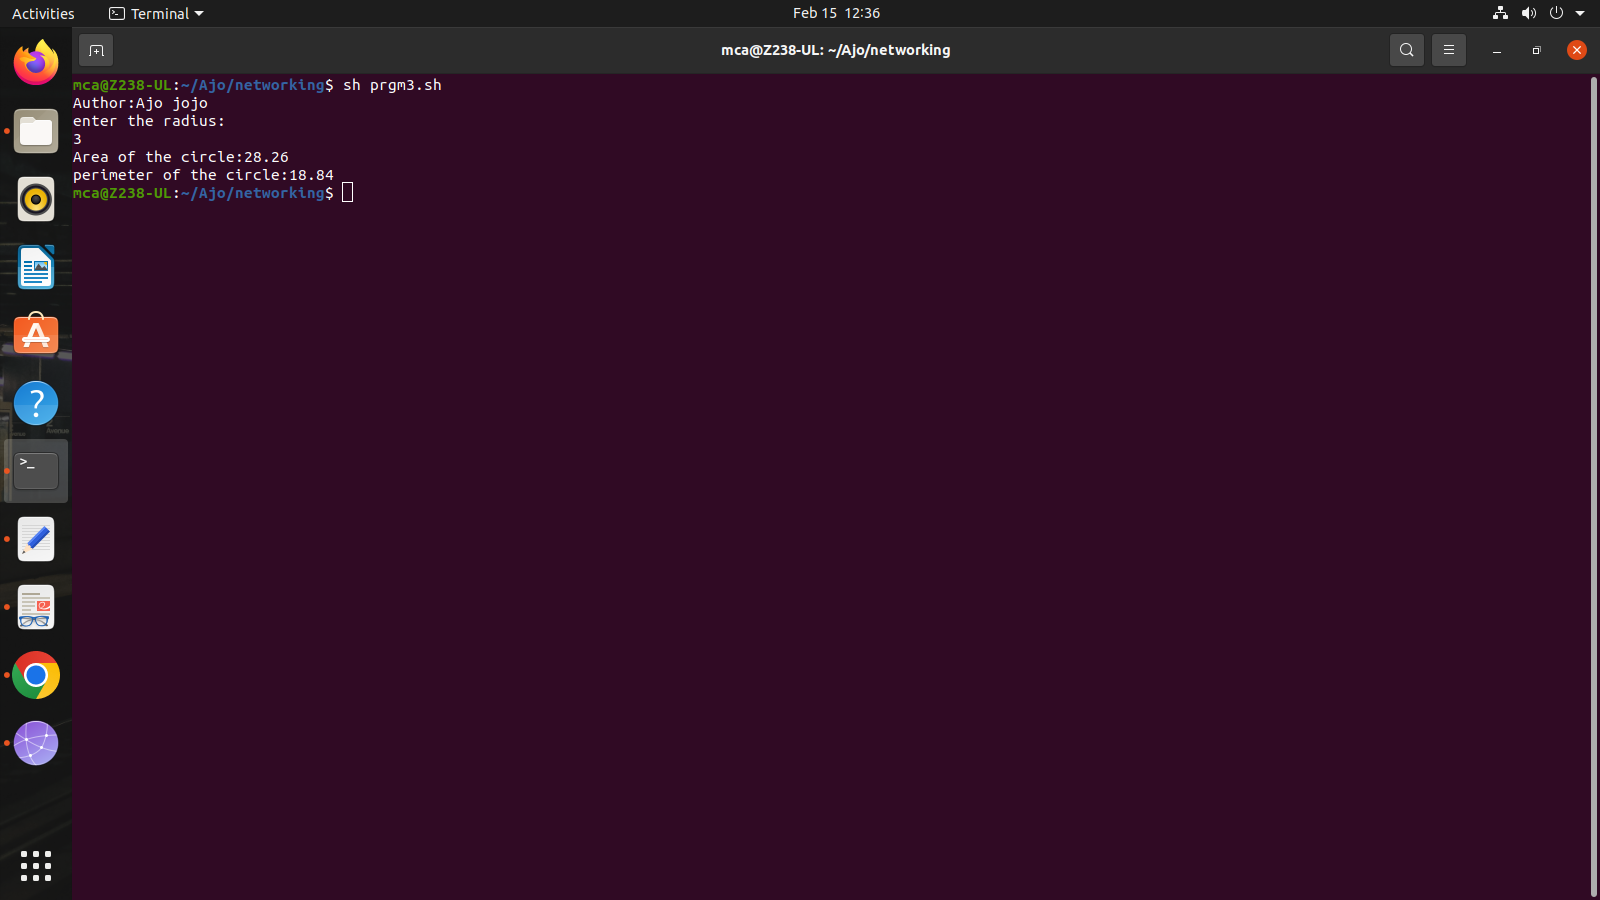 Activities
Terminal
Feb 15 12:36
mca@Z238-UL: ~/Ajo/networking
mca@Z238-UL:~/Ajo/networking$ sh prgm3.sh
Author:Ajo jojo
enter the radius:
3
Area of the circle:28.26
perimeter of the circle:18.84
mca@Z238-UL:~/Ajo/networking$